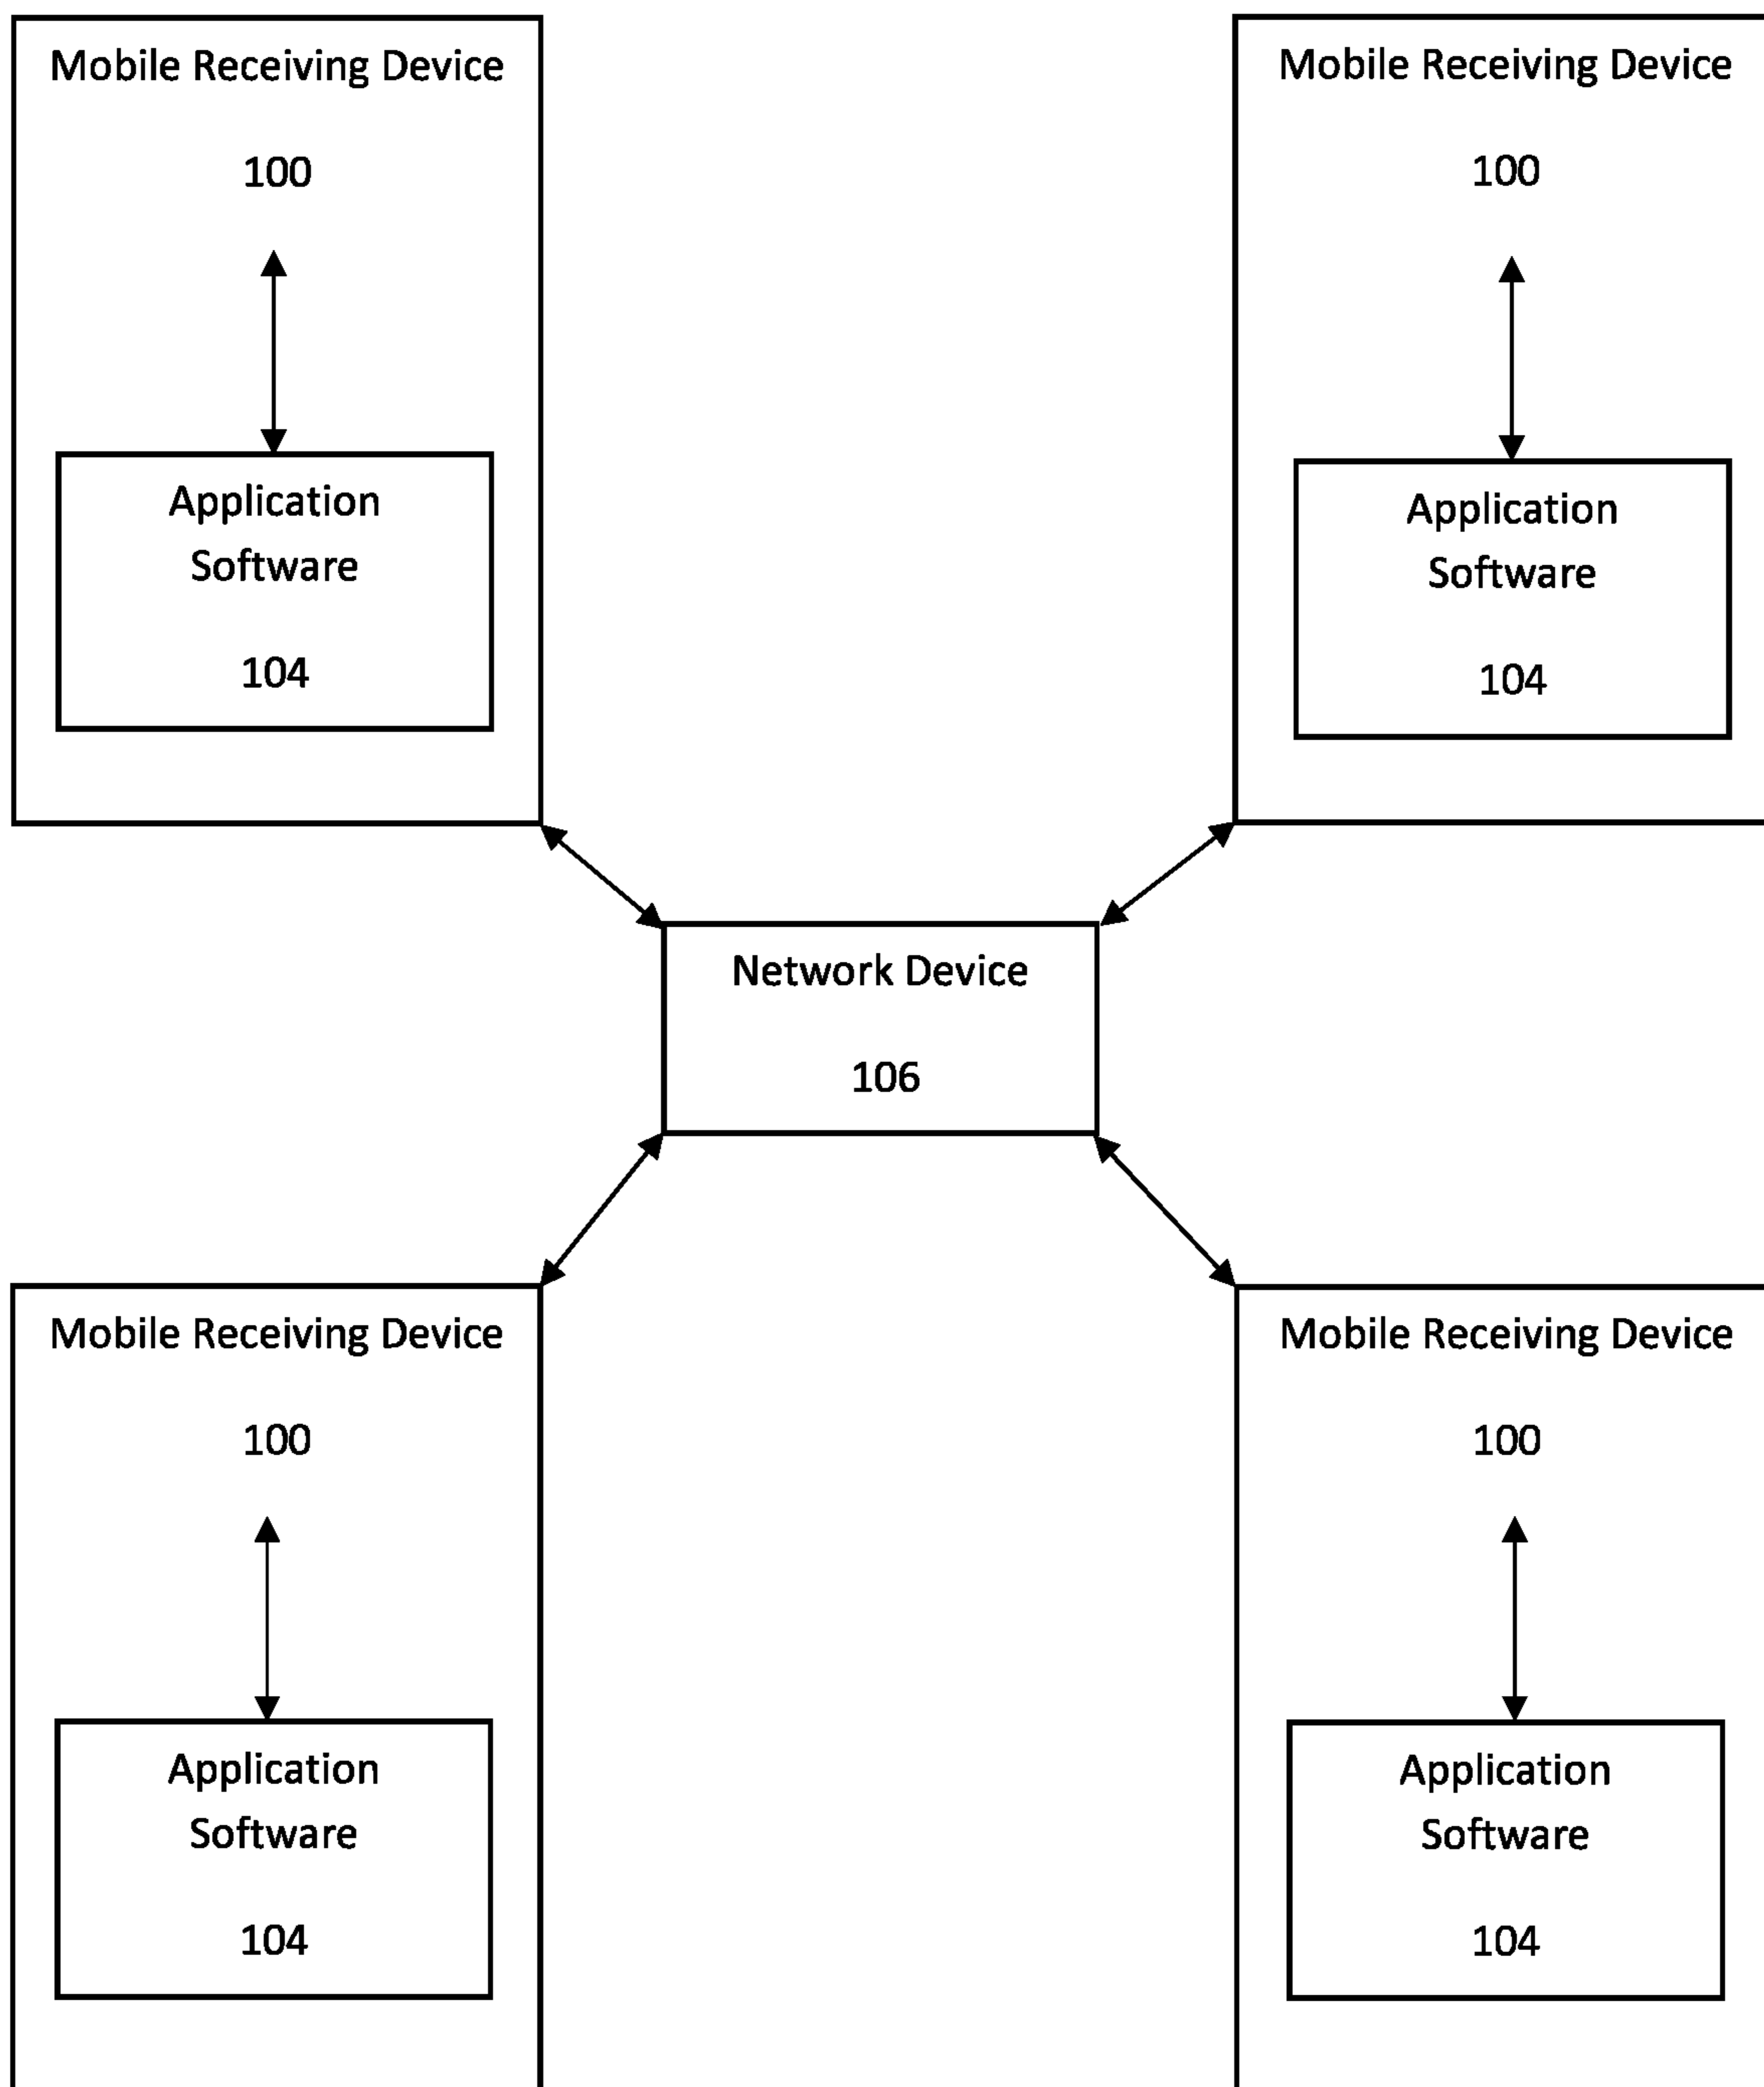 Mobile Receiving Device
100
Application
Software
104
Mobile Receiving Device
100
Application
Software
104
Network Device
106
Mobile Receiving Device
100
Application
Software
104
Mobile Receiving Device
100
Application
Software
104